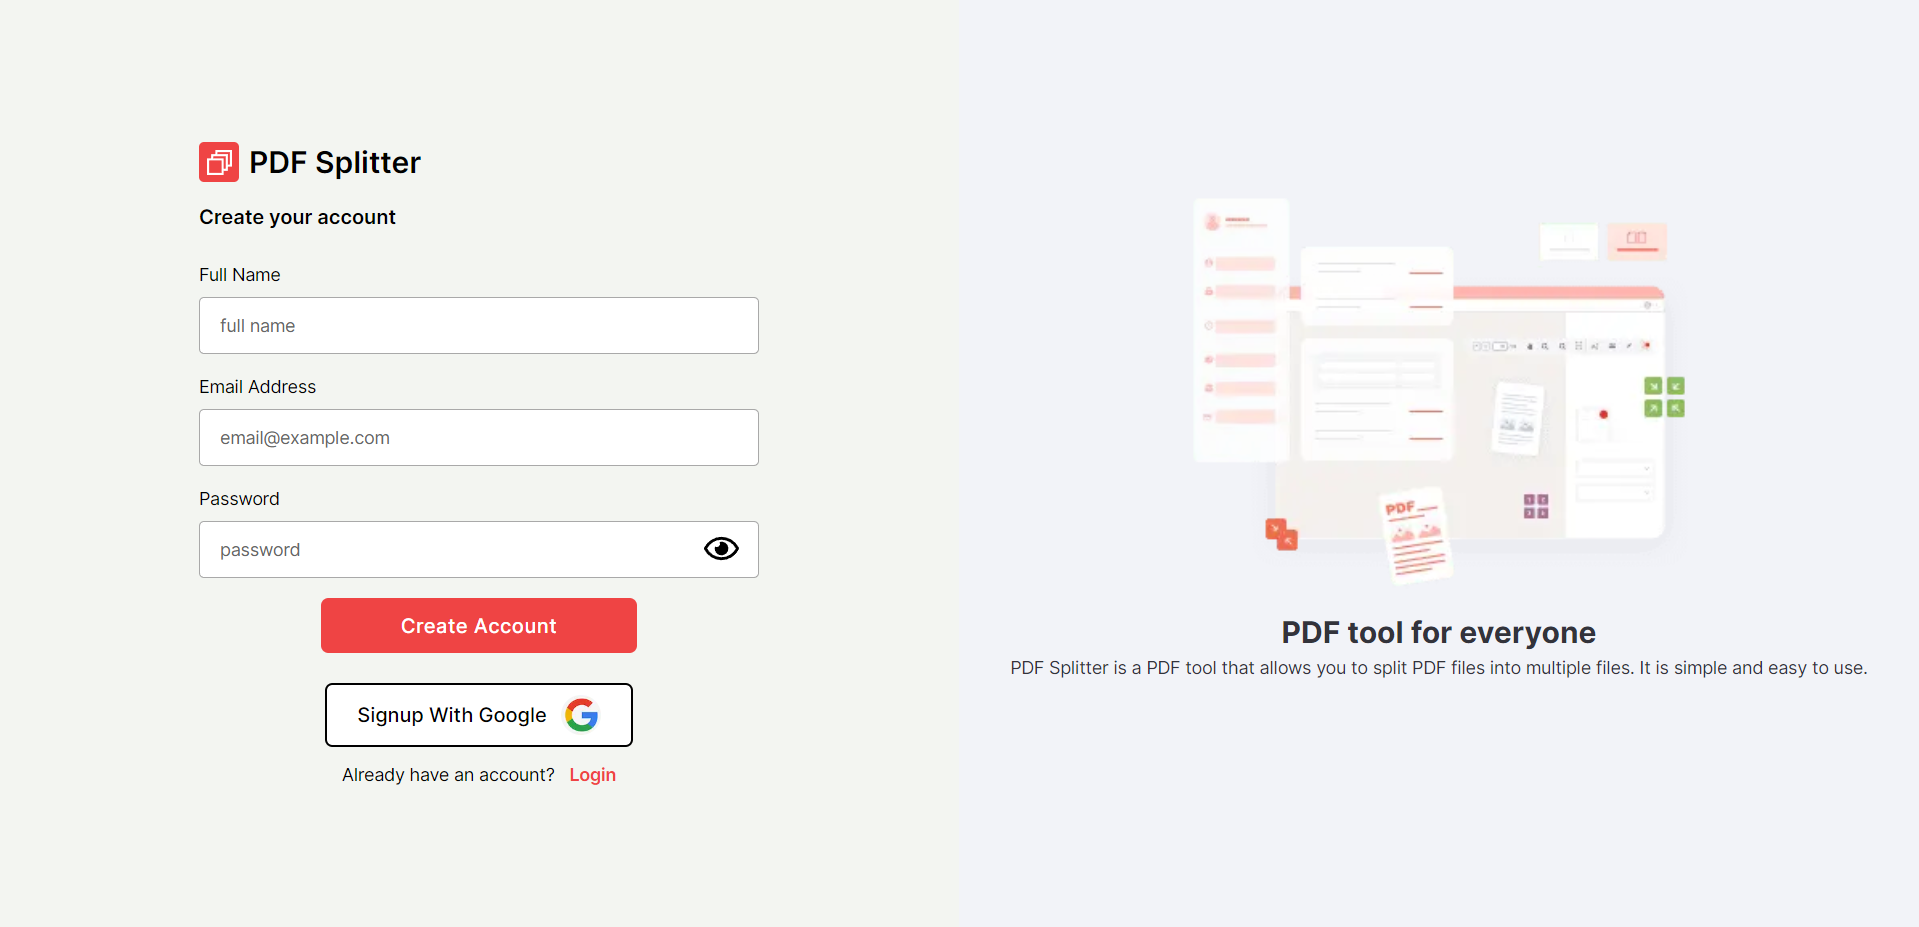 PDF Splitter
Create your account
Full Name
full name
Email Address
email@example.com
Password
password
Create Account
Signup With Google
Already have an account? Login
PDF
PDF tool for everyone
PDF Splitter is a PDF tool that allows you to split PDF files into multiple files. It is simple and easy to use.